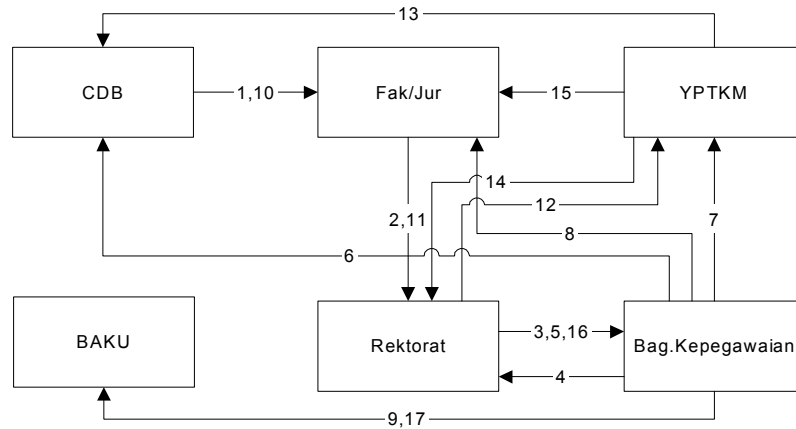 13
CDB
1,10
Fak/Jur
15
YPTKM
14
2,11
12
7
8
6
BAKU
Rektorat
3,5,16
Bag.Kepegawaian
4
9,17